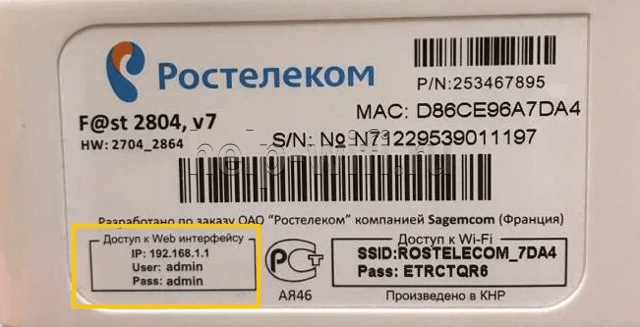 Ростелеком
P/N:253467895
F@st 2804, v7
MAC: D86CE96A7DA4
HW: 2704_2864
S/N: № N71229539011197
Разработано по заказу ОАО "Ростелеком" компанией Sagemcom (Франция)
Доступ к Web интерфейсу
IP: 192.168.1.1
User: admin
Pass: admin
РСТ
АЯ46
Доступ к Wi-Fi
SSID:ROSTELECOM_7DA4
Pass: ETRCTQR6
Произведено в КНР